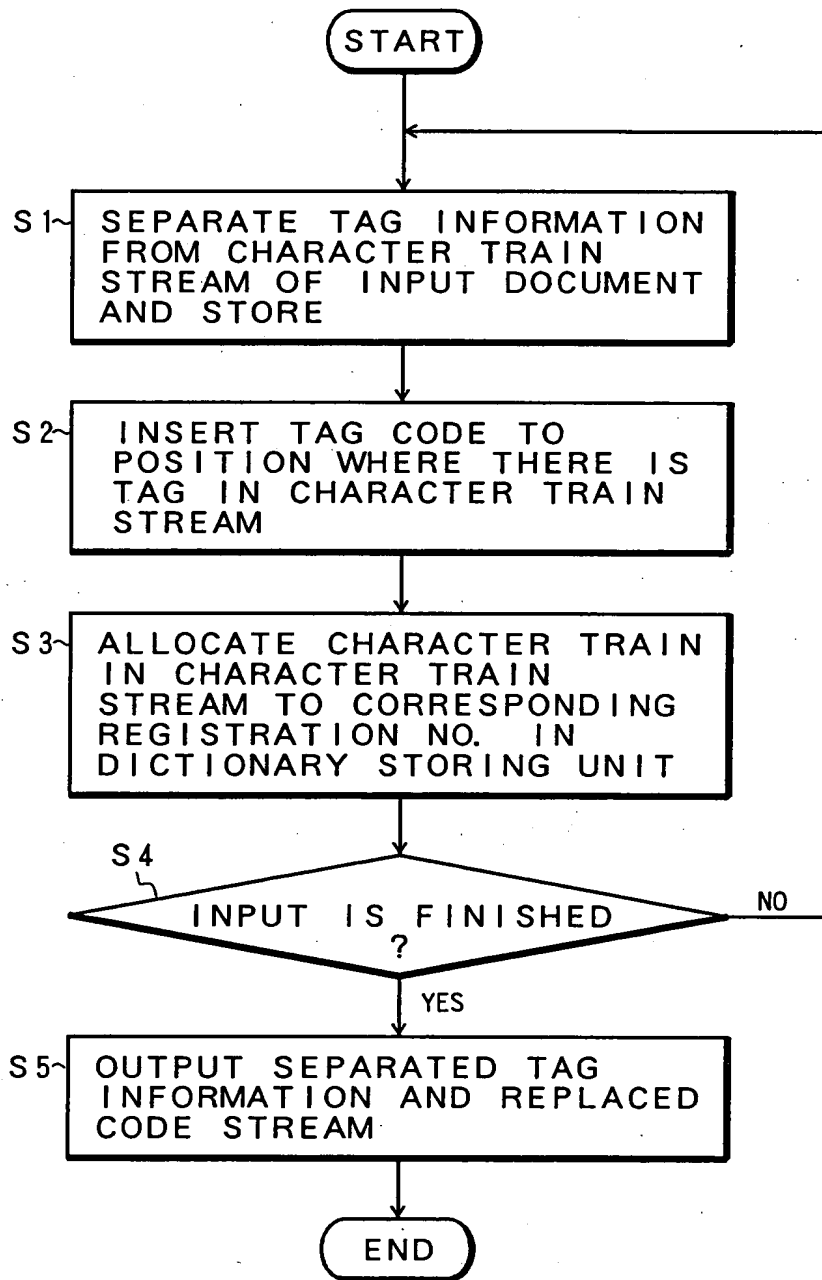 START
S1~ SEPARATE TAG INFORMATION
FROM CHARACTER TRAIN
STREAM OF INPUT DOCUMENT
AND STORE
S2~ INSERT TAG CODE TO
POSITION WHERE THERE IS
TAG IN CHARACTER TRAIN
STREAM
S3~ ALLOCATE CHARACTER TRAIN
IN CHARACTER TRAIN
STREAM TO CORRESPONDING
REGISTRATION NO. IN
DICTIONARY STORING UNIT
S4
INPUT IS FINISHED
?
NO
YES
S5~ OUTPUT SEPARATED TAG
INFORMATION AND REPLACED
CODE STREAM
END